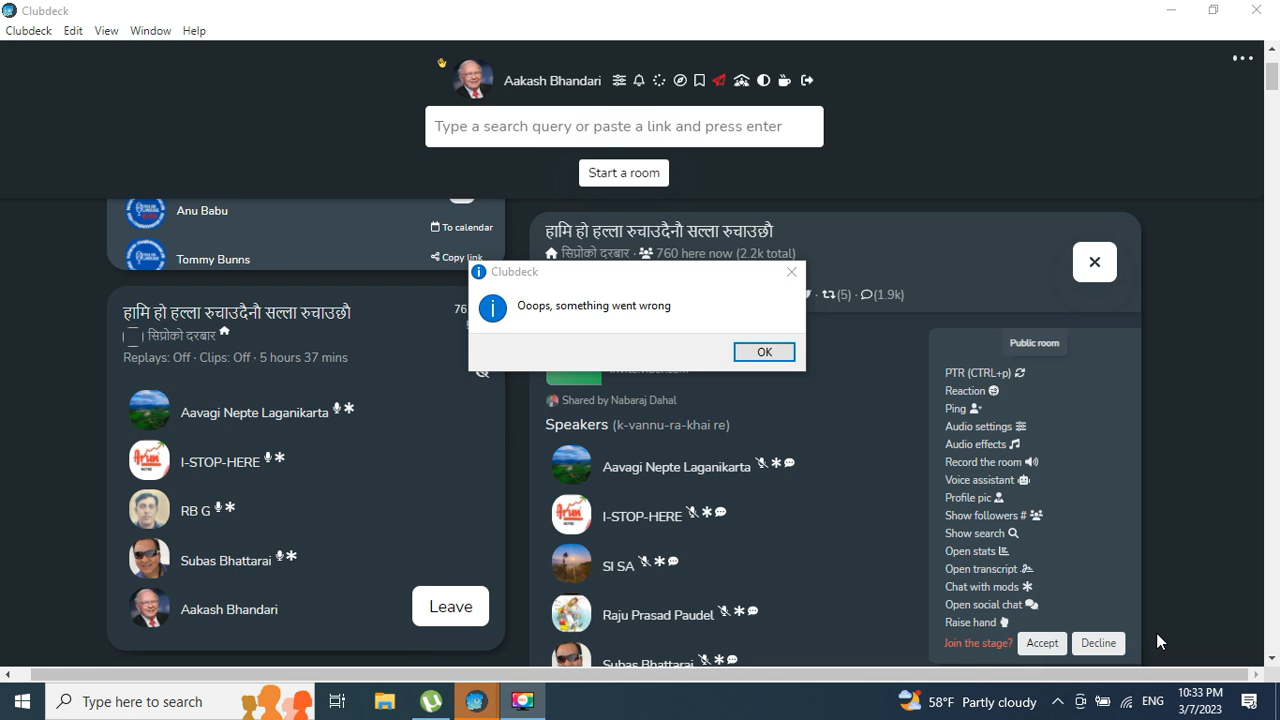 Clubdeck
Clubdeck Edit View Window Help
Aakash Bhandari
Type a search query or paste a link and press enter
Start a room
Anu Babu
To calendar
Tommy Bunns
Copy link
हामि हो हल्ला रुचाउदैनौ सल्ला रुचाउछौ
सिप्रोको दरबार · 760 here now (2.2k total)
(5) · (1.9k)
Clubdeck
Ooops, something went wrong
OK
हामि हो हल्ला रुचाउदैनौ सल्ला रुचाउछौ
76
सिप्रोको दरबार
Replays: Off · Clips: Off · 5 hours 37 mins
Aavagi Nepte Laganikarta
I-STOP-HERE
RB G
Subas Bhattarai
Aakash Bhandari
Leave
Shared by Nabaraj Dahal
Speakers (k-vannu-ra-khai re)
Aavagi Nepte Laganikarta
I-STOP-HERE
SI SA
Raju Prasad Paudel
Subas Bhattarai
Public room
PTR (CTRL+p)
Reaction
Ping
Audio settings
Audio effects
Record the room
Voice assistant
Profile pic
Show followers #
Show search
Open stats
Open transcript
Chat with mods
Open social chat
Raise hand
Join the stage? Accept Decline
Type here to search
58°F Partly cloudy
ENG
10:33 PM
3/7/2023